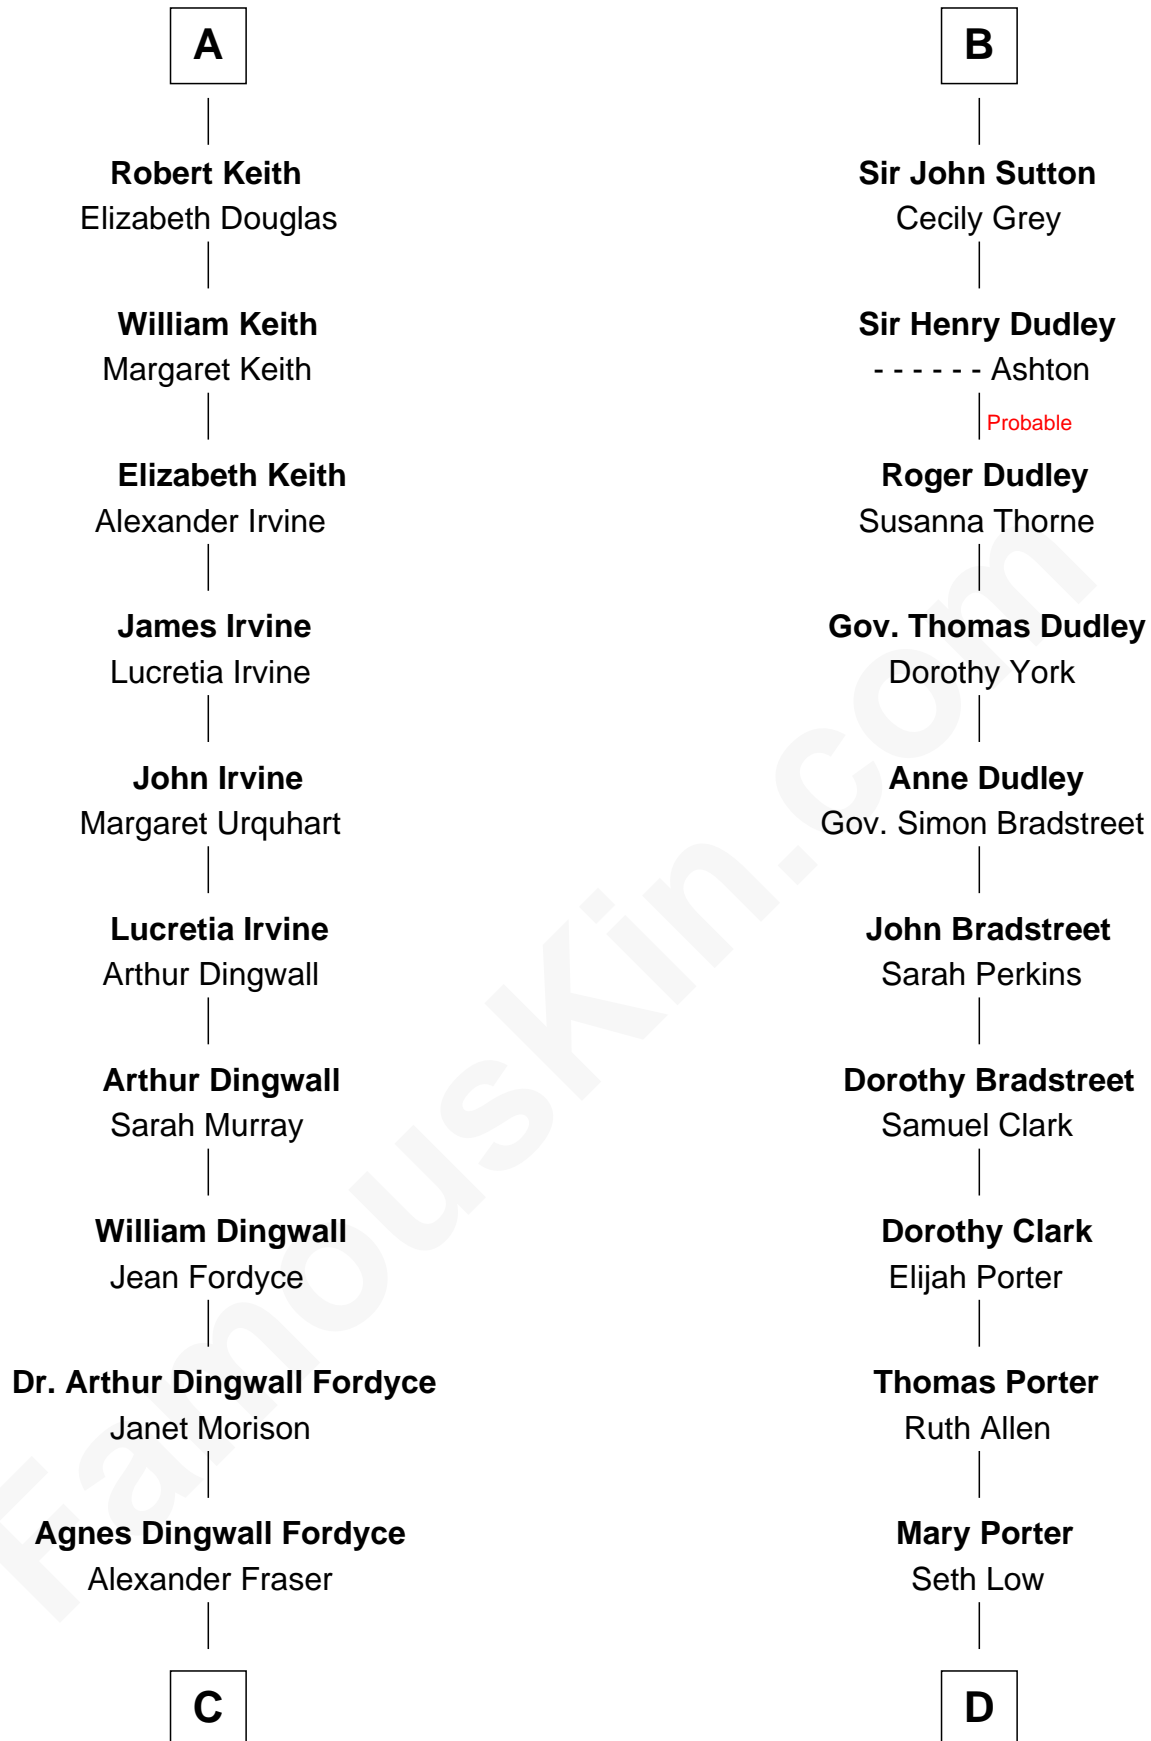 A
Robert Keith
Elizabeth Douglas
William Keith
Margaret Keith
Elizabeth Keith
Alexander Irvine
James Irvine
Lucretia Irvine
John Irvine
Margaret Urquhart
Lucretia Irvine
Arthur Dingwall
Arthur Dingwall
Sarah Murray
William Dingwall
Jean Fordyce
Dr. Arthur Dingwall Fordyce
Janet Morison
Agnes Dingwall Fordyce
Alexander Fraser
C
B
Sir John Sutton
Cecily Grey
Sir Henry Dudley
- - - - - - Ashton
Probable
Roger Dudley
Susanna Thorne
Gov. Thomas Dudley
Dorothy York
Anne Dudley
Gov. Simon Bradstreet
John Bradstreet
Sarah Perkins
Dorothy Bradstreet
Samuel Clark
Dorothy Clark
Elijah Porter
Thomas Porter
Ruth Allen
Mary Porter
Seth Low
D
FamousKin.com